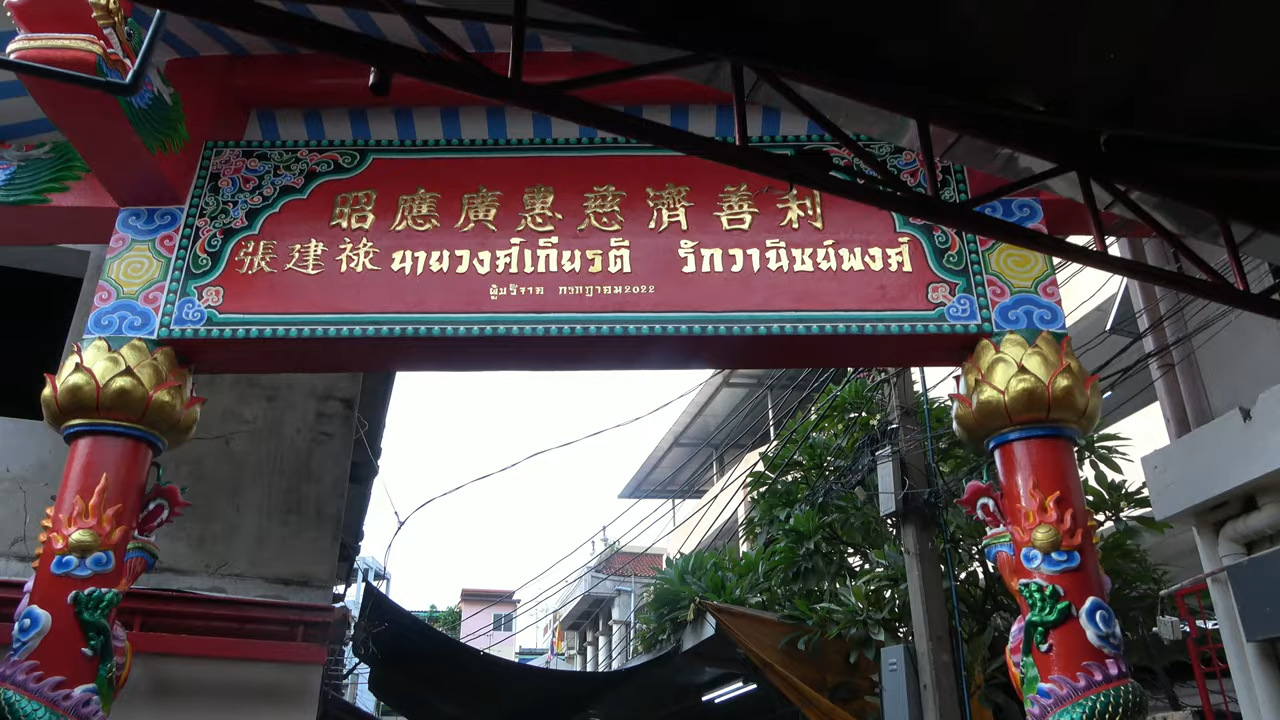 昭應廣惠慈濟善利
張建祿 นายวงศ์เกียรติ รักวานิชย์พงศ์
ผู้บริจาค กรกฎาคม2022